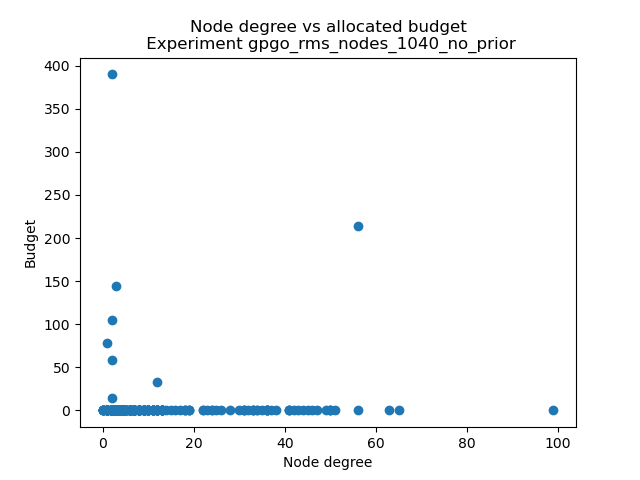 Node degree vs allocated budget
Experiment gpgo_rms_nodes_1040_no_prior
400
350
300
250
200
150
100
50
0
Budget
0 20 40 60 80 100
Node degree